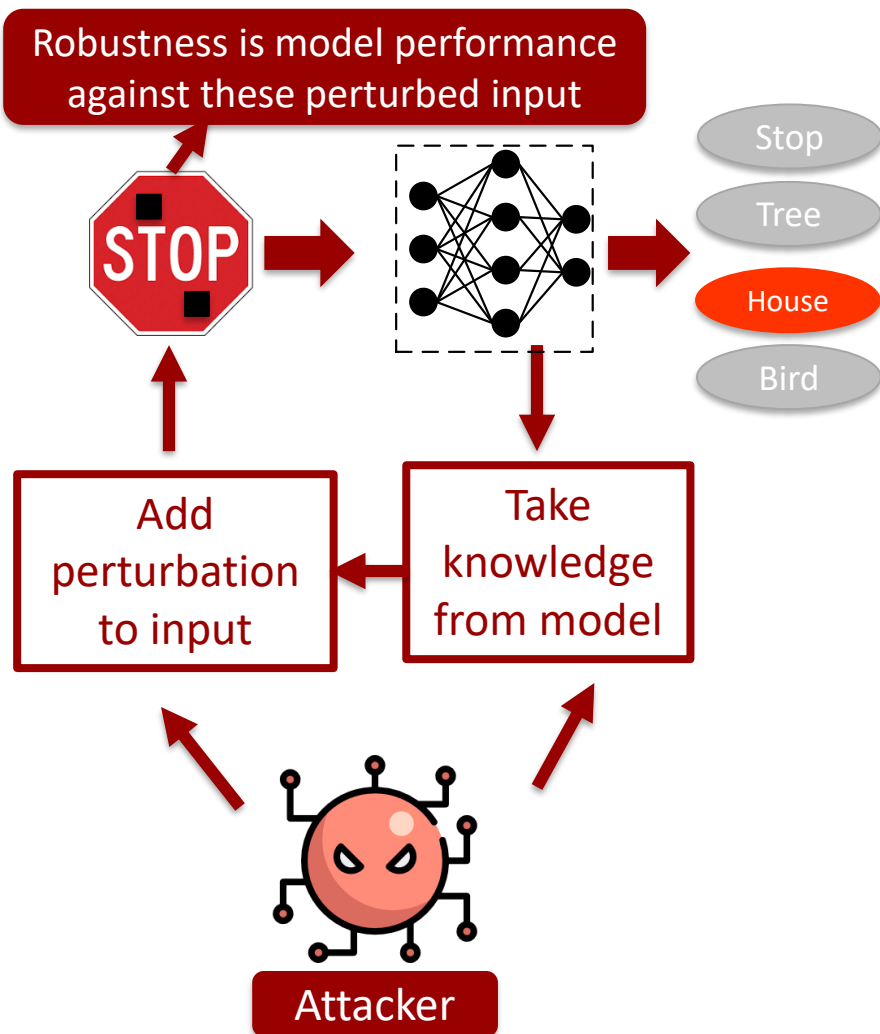 Robustness is model performance
against these perturbed input
STOP
Stop
Tree
House
Bird
Add
perturbation
to input
Take
knowledge
from model
Attacker